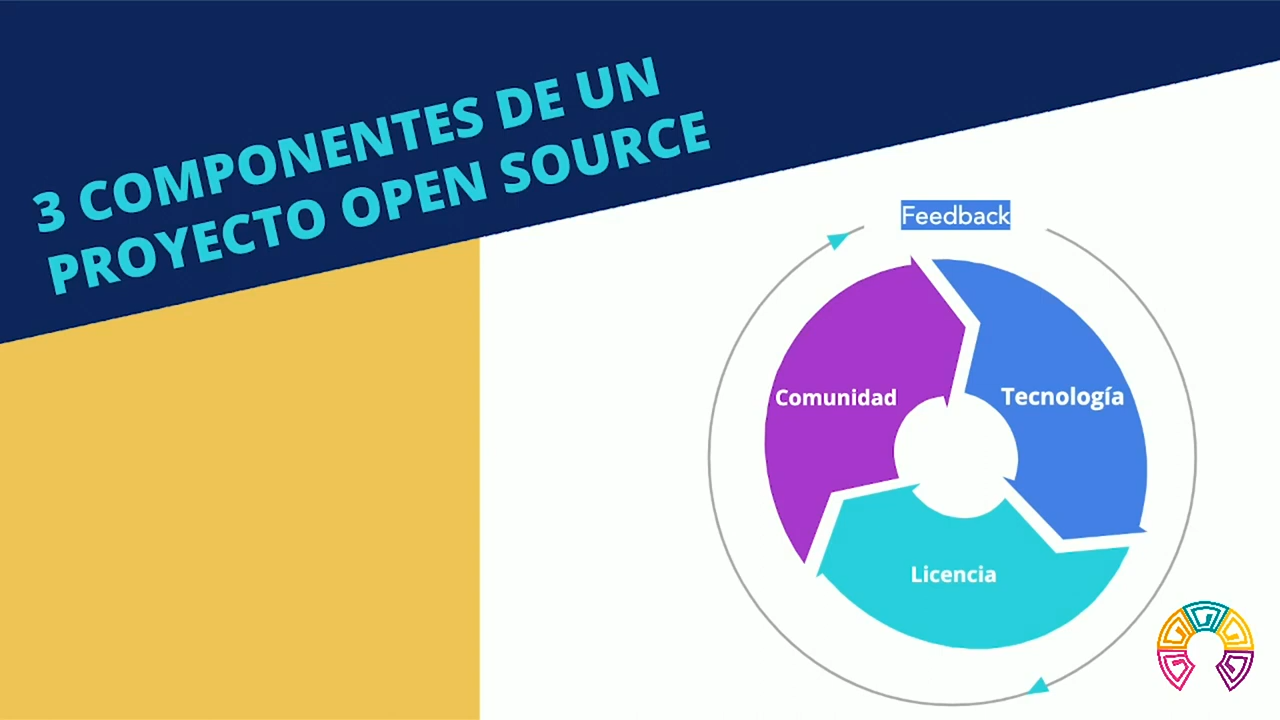 3 COMPONENTES DE UN
PROYECTO OPEN SOURCE
Feedback
Comunidad
Tecnología
Licencia